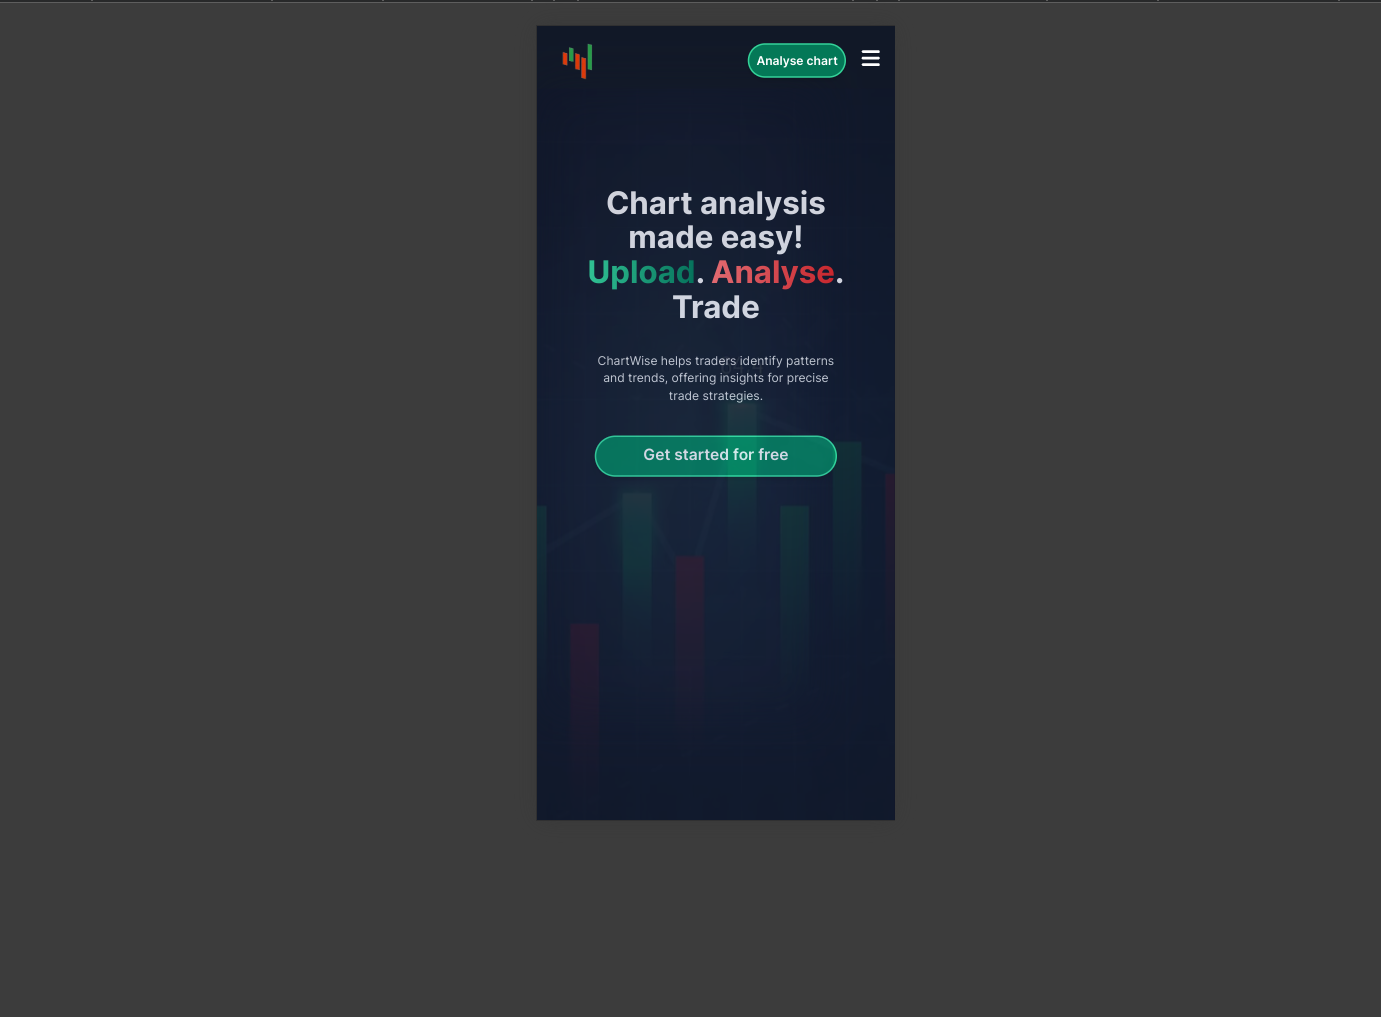 Analyse chart
Chart analysis
made easy!
Upload. Analyse.
Trade
ChartWise helps traders identify patterns
and trends, offering insights for precise
trade strategies.
Get started for free